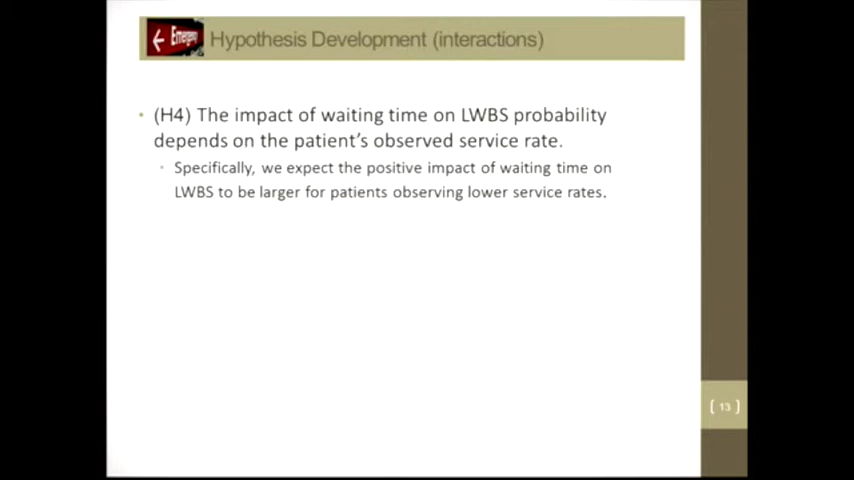 Emergency
Hypothesis Development (interactions)
• (H4) The impact of waiting time on LWBS probability
depends on the patient's observed service rate.
• Specifically, we expect the positive impact of waiting time on
LWBS to be larger for patients observing lower service rates.
[ 13 ]